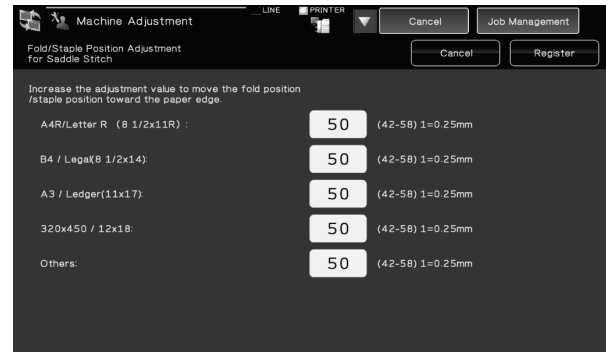 Machine Adjustment
LINE
PRINTER
Cancel
Job Management
Fold/Staple Position Adjustment
for Saddle Stitch
Cancel
Register
Increase the adjustment value to move the fold position
/staple position toward the paper edge.
A4R/Letter R (8 1/2x11R) : 50 (42-58) 1=0.25mm
B4 / Legal(8 1/2x14): 50 (42-58) 1=0.25mm
A3 / Ledger(11x17): 50 (42-58) 1=0.25mm
320x450 / 12x18: 50 (42-58) 1=0.25mm
Others: 50 (42-58) 1=0.25mm